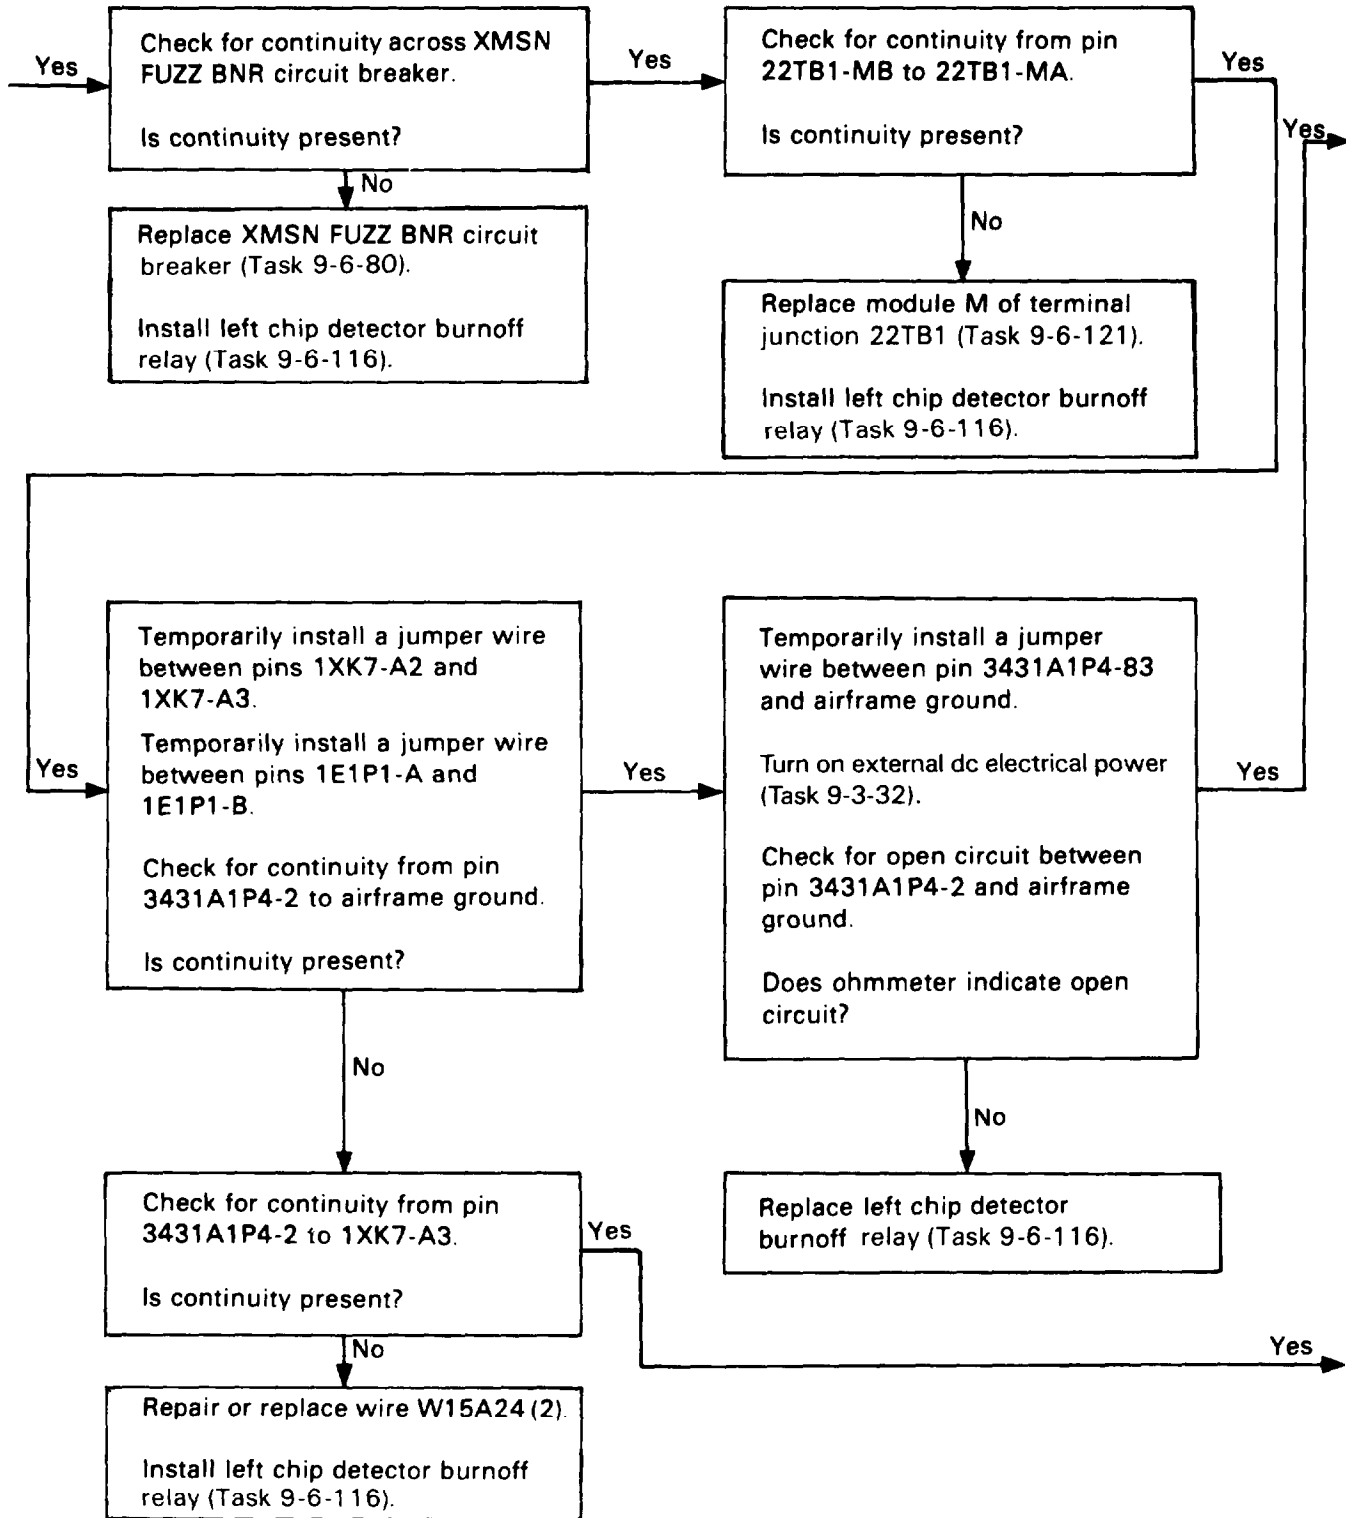 Yes
Check for continuity across XMSN
FUZZ BNR circuit breaker.
Is continuity present?
Yes
Check for continuity from pin
22TB1-MB to 22TB1-MA.
Is continuity present?
Yes
Yes
No
Replace XMSN FUZZ BNR circuit
breaker (Task 9-6-80).
Install left chip detector burnoff
relay (Task 9-6-116).
No
Replace module M of terminal
junction 22TB1 (Task 9-6-121).
Install left chip detector burnoff
relay (Task 9-6-116).
Yes
Temporarily install a jumper wire
between pins 1XK7-A2 and
1XK7-A3.
Temporarily install a jumper wire
between pins 1E1P1-A and
1E1P1-B.
Check for continuity from pin
3431A1P4-2 to airframe ground.
Is continuity present?
Yes
Temporarily install a jumper
wire between pin 3431A1P4-83
and airframe ground.
Turn on external dc electrical power
(Task 9-3-32).
Check for open circuit between
pin 3431A1P4-2 and airframe
ground.
Does ohmmeter indicate open
circuit?
Yes
No
No
Check for continuity from pin
3431A1P4-2 to 1XK7-A3.
Is continuity present?
Yes
Replace left chip detector
burnoff relay (Task 9-6-116).
Yes
No
Repair or replace wire W15A24 (2).
Install left chip detector burnoff
relay (Task 9-6-116).